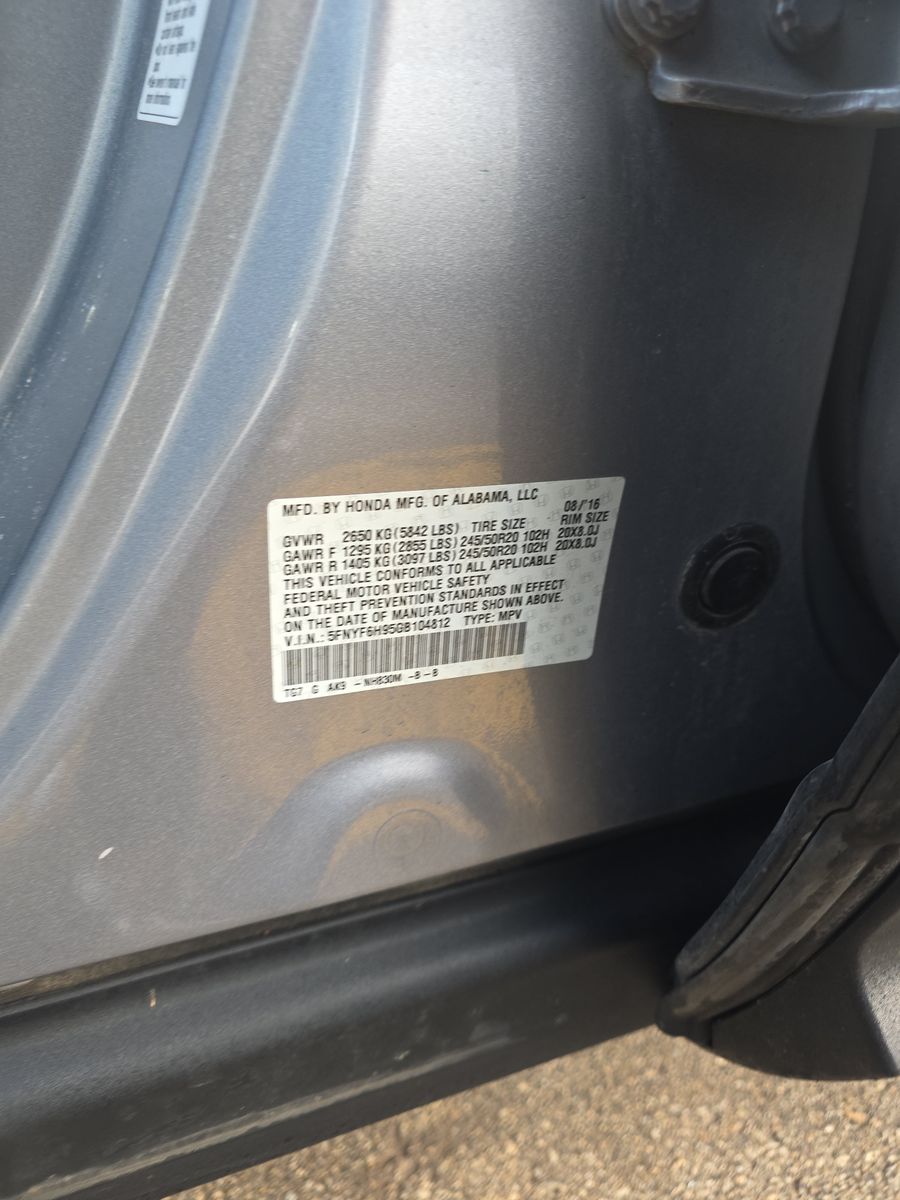 more information
MFD. BY HONDA MFG. OF ALABAMA, LLC 08/'16
GVWR 2650 KG(5842 LBS) TIRE SIZE RIM SIZE
GAWR F 1295 KG(2855 LBS)245/50R20 102H 20X8.0J
GAWR R 1405 KG(3097 LBS)245/50R20 102H 20X8.0J
THIS VEHICLE CONFORMS TO ALL APPLICABLE
FEDERAL MOTOR VEHICLE SAFETY
AND THEFT PREVENTION STANDARDS IN EFFECT
ON THE DATE OF MANUFACTURE SHOWN ABOVE.
V.I.N.: 5FNYF6H95GB104812 TYPE: MPV
TG7 G AK9 -NH830M -B-B